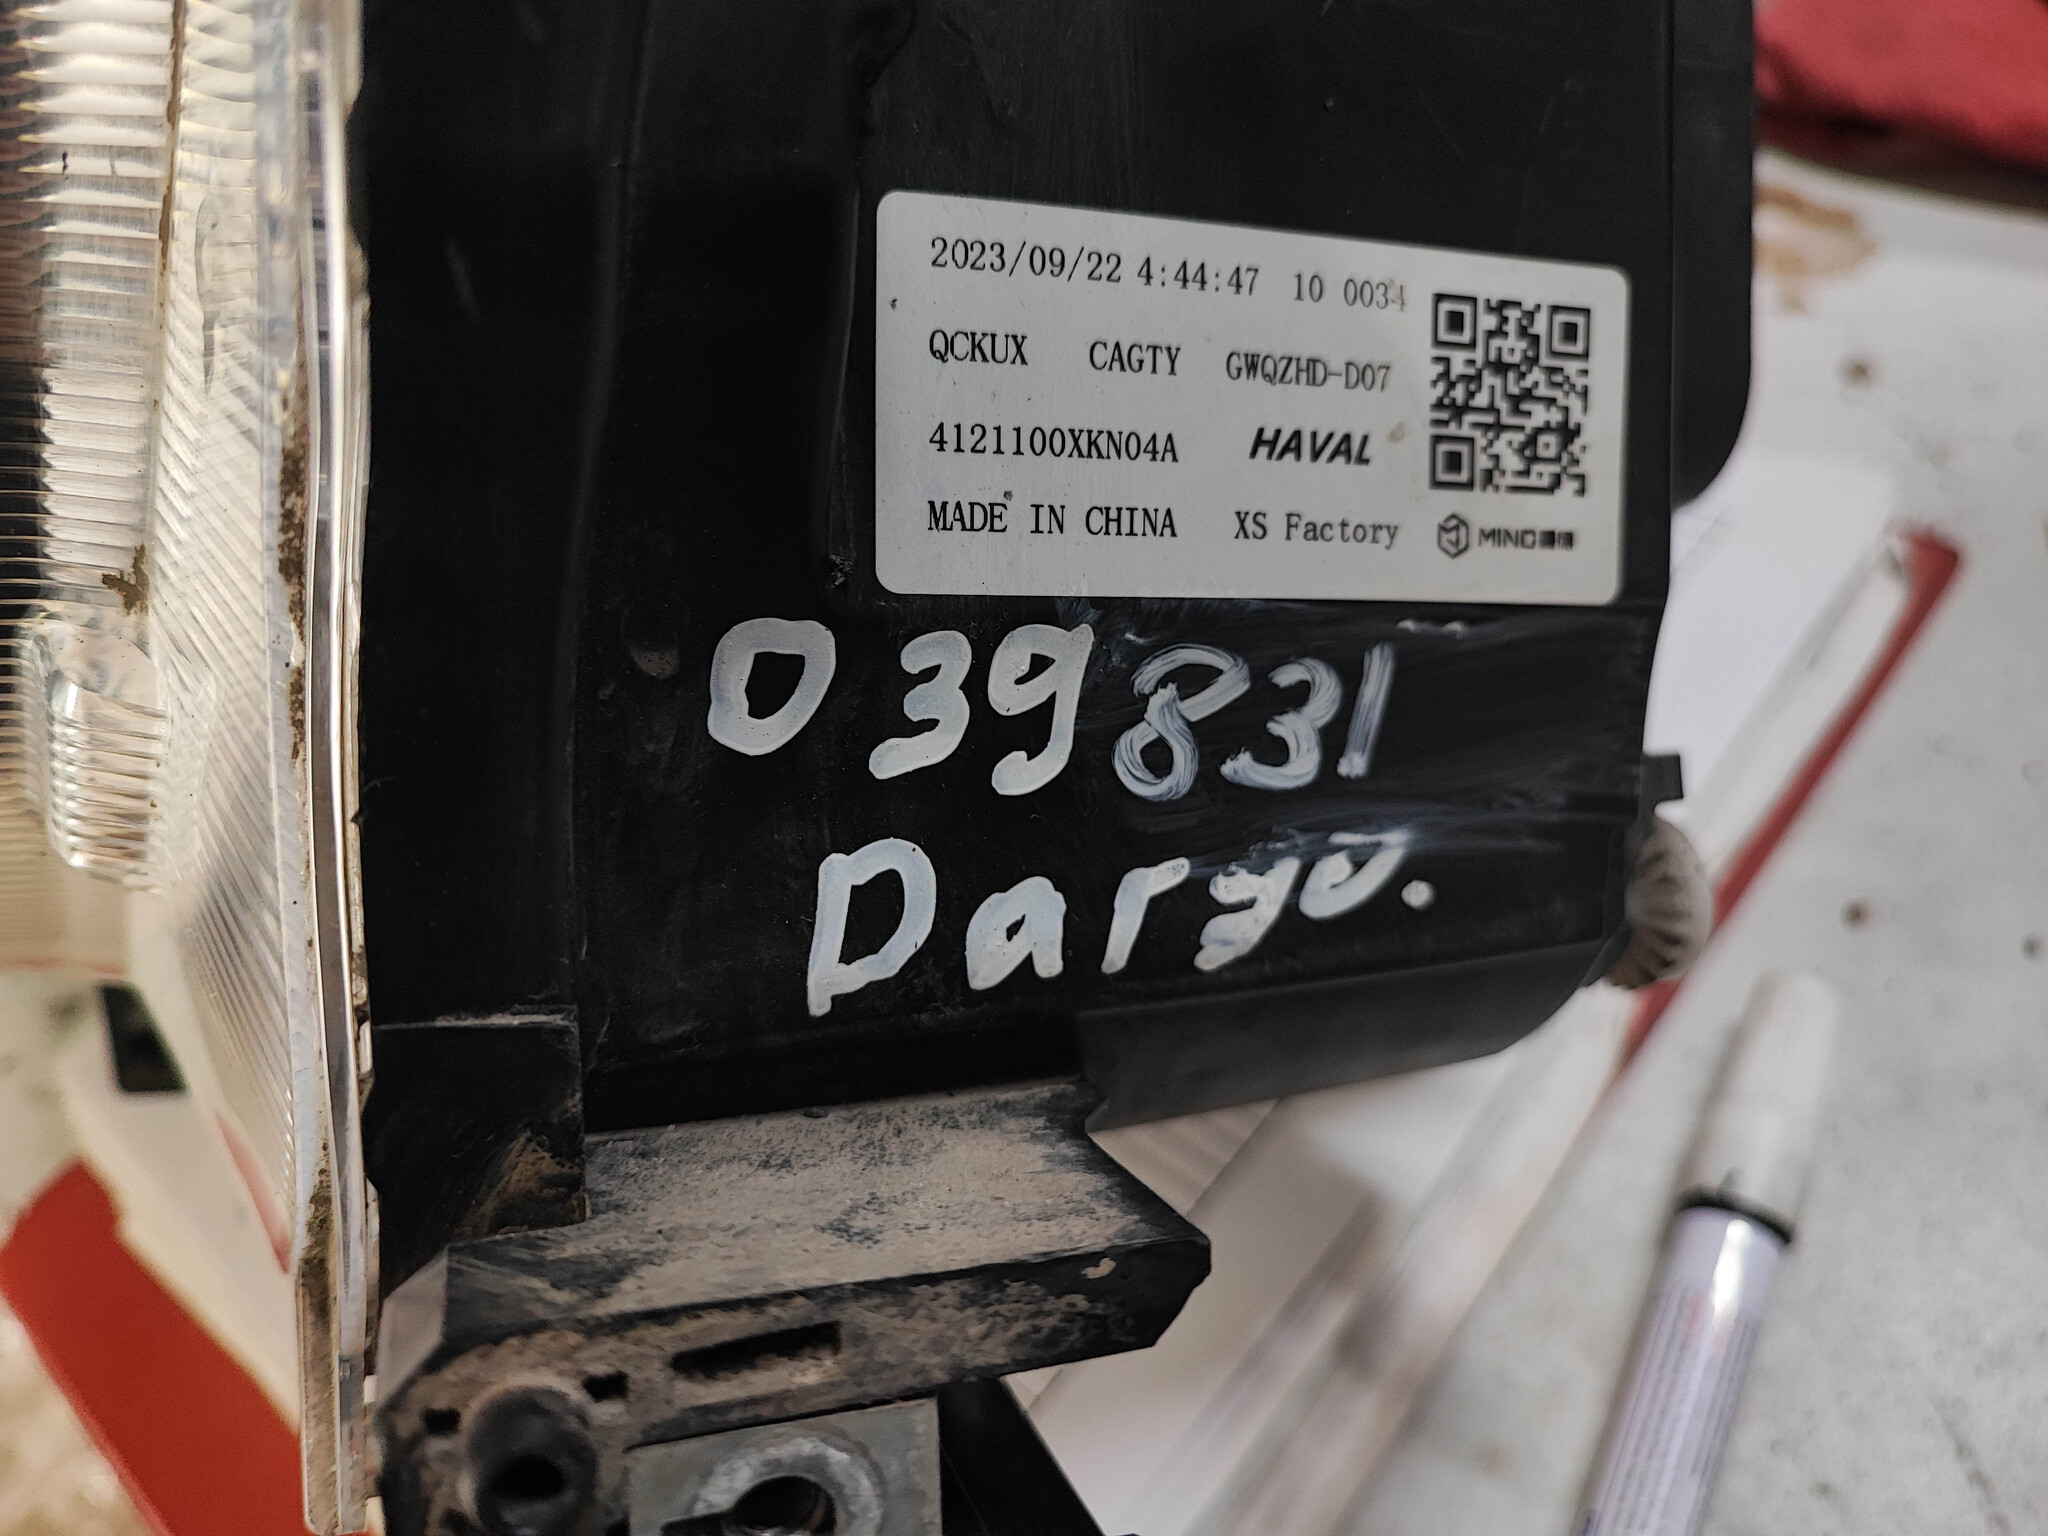 2023/09/22 4:44:47 10 0034
QCKUX CAGTY GWQZHD-D07
4121100XKN04A HAVAL
MADE IN CHINA XS Factory MIND
039831
Dargo.